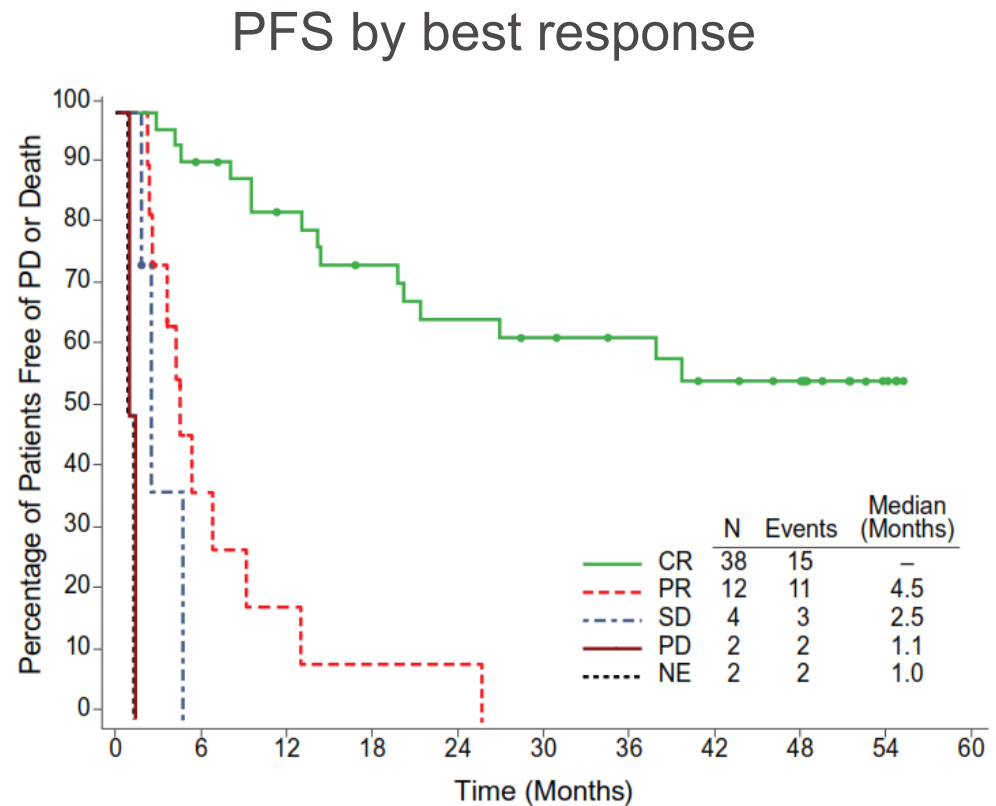 PFS by best response
Percentage of Patients Free of PD or Death
100
90
80
70
60
50
40
30
20
10
0
Median
N Events (Months)
CR 38 15 –
PR 12 11 4.5
SD 4 3 2.5
PD 2 2 1.1
NE 2 2 1.0
0 6 12 18 24 30 36 42 48 54 60
Time (Months)